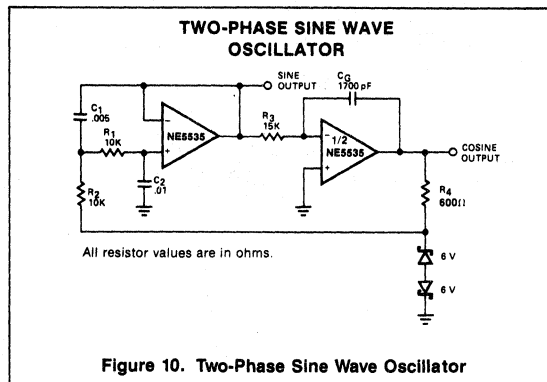 TWO-PHASE SINE WAVE
OSCILLATOR
SINE
OUTPUT
C1
.005
R1
10K
R2
10K
C2
.01
NE5535
R3
15K
CG
1700 pF
1/2
NE5535
COSINE
OUTPUT
R4
600Ω
6 V
6 V
All resistor values are in ohms.
Figure 10. Two-Phase Sine Wave Oscillator